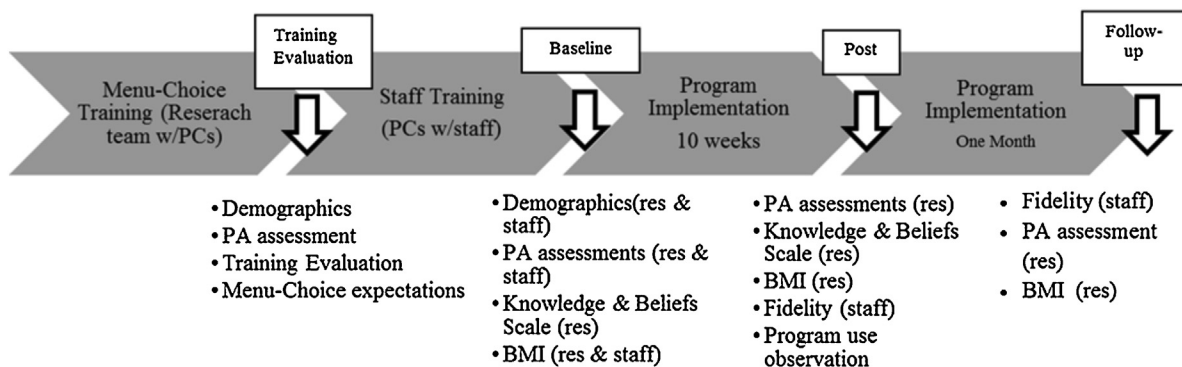 Training
Evaluation
Baseline
Post
Follow-
up
Menu-Choice
Training (Reserach
team w/PCs)
Staff Training
(PCs w/staff)
Program
Implementation
10 weeks
Program
Implementation
One Month
•Demographics
•PA assessment
•Training Evaluation
•Menu-Choice expectations
•Demographics(res &
staff)
•PA assessments (res &
staff)
•Knowledge & Beliefs
Scale (res)
•BMI (res & staff)
•PA assessments (res)
•Knowledge & Beliefs
Scale (res)
•BMI (res)
•Fidelity (staff)
•Program use
observation
• Fidelity (staff)
• PA assessment
(res)
• BMI (res)